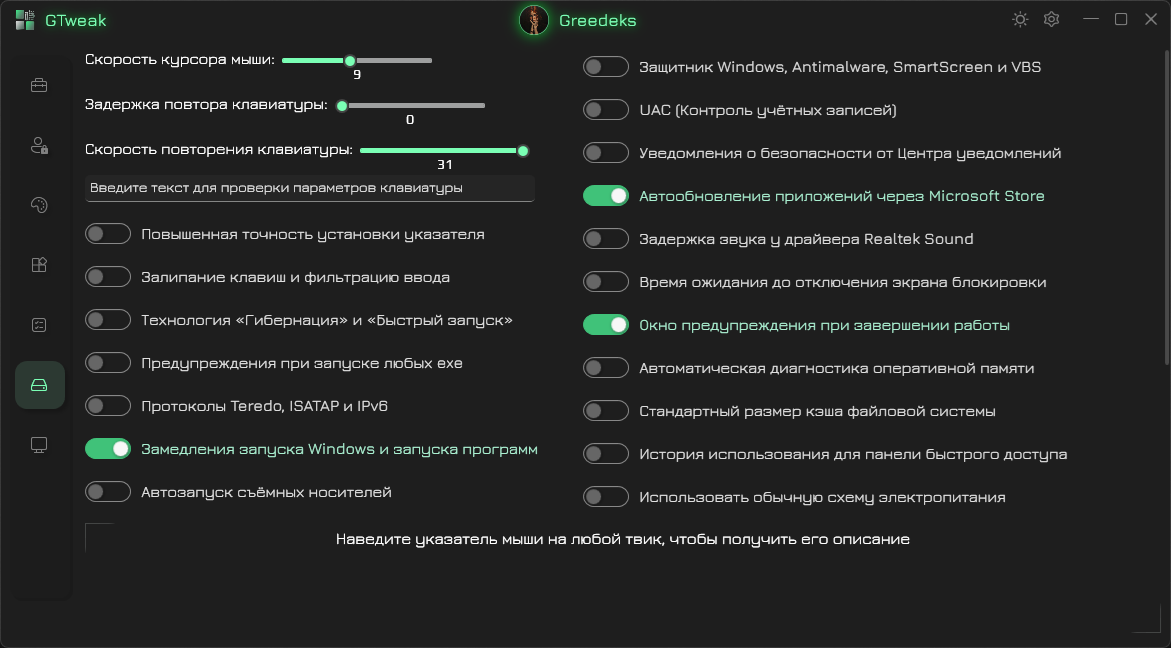 GTweak
Greedeks
Скорость курсора мыши:
9
Задержка повтора клавиатуры:
0
Скорость повторения клавиатуры:
31
Введите текст для проверки параметров клавиатуры
Повышенная точность установки указателя
Залипание клавиш и фильтрацию ввода
Технология «Гибернация» и «Быстрый запуск»
Предупреждения при запуске любых exe
Протоколы Teredo, ISATAP и IPv6
Замедления запуска Windows и запуска программ
Автозапуск съёмных носителей
Защитник Windows, Antimalware, SmartScreen и VBS
UAC (Контроль учётных записей)
Уведомления о безопасности от Центра уведомлений
Автообновление приложений через Microsoft Store
Задержка звука у драйвера Realtek Sound
Время ожидания до отключения экрана блокировки
Окно предупреждения при завершении работы
Автоматическая диагностика оперативной памяти
Стандартный размер кэша файловой системы
История использования для панели быстрого доступа
Использовать обычную схему электропитания
Наведите указатель мыши на любой твик, чтобы получить его описание